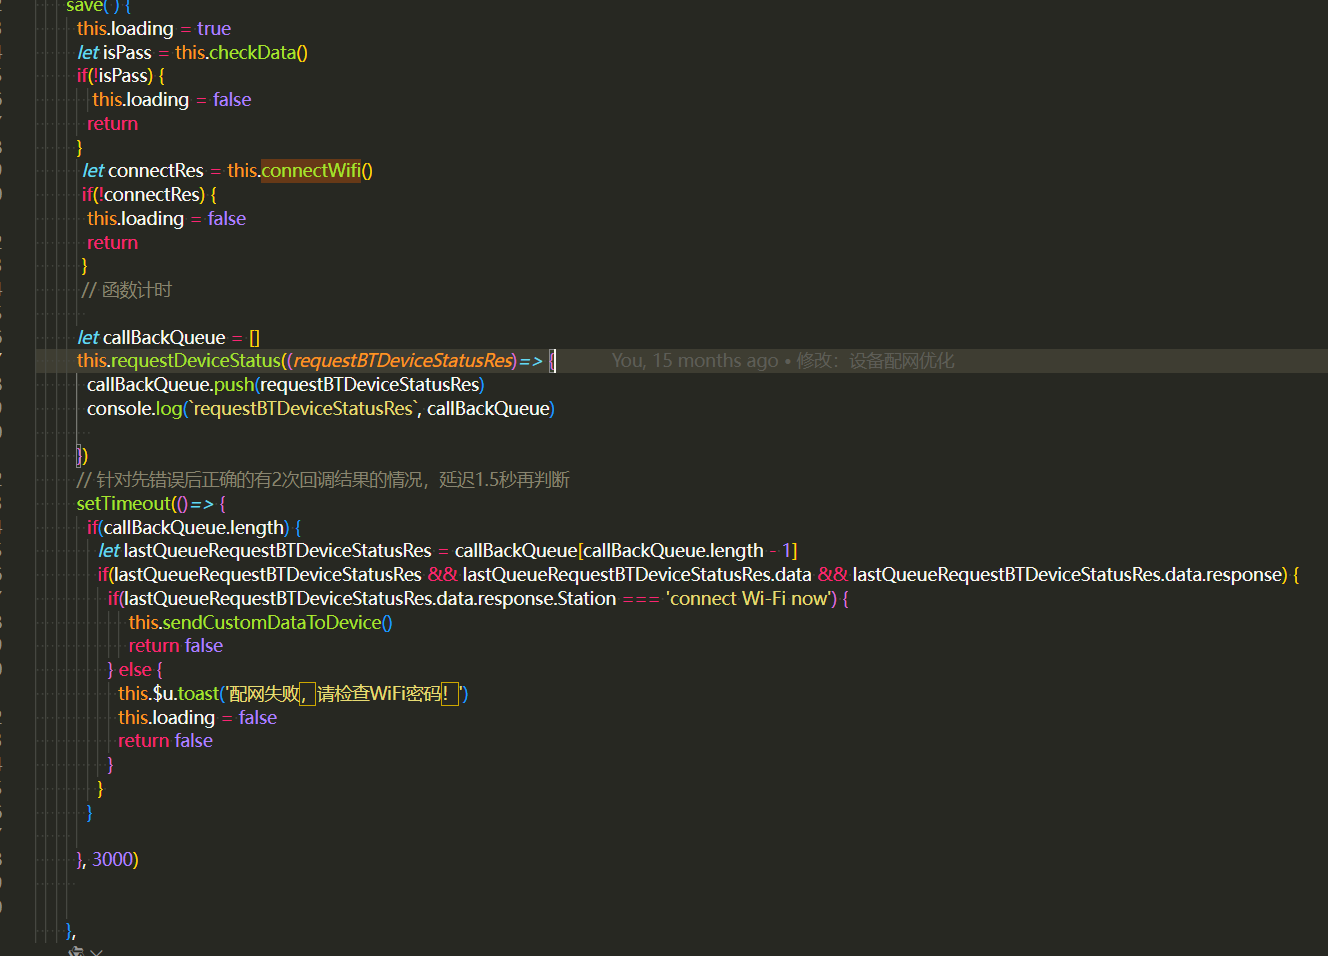 save() {
this.loading = true
let isPass = this.checkData()
if(!isPass) {
this.loading = false
return
}
let connectRes = this.connectWifi()
if(!connectRes) {
this.loading = false
return
}
// 函数计时
let callBackQueue = []
this.requestDeviceStatus((requestBTDeviceStatusRes)=> { You, 15 months ago • 修改：设备配网优化
callBackQueue.push(requestBTDeviceStatusRes)
console.log(`requestBTDeviceStatusRes`, callBackQueue)
})
// 针对先错误后正确的有2次回调结果的情况，延迟1.5秒再判断
setTimeout(()=> {
if(callBackQueue.length) {
let lastQueueRequestBTDeviceStatusRes = callBackQueue[callBackQueue.length - 1]
if(lastQueueRequestBTDeviceStatusRes && lastQueueRequestBTDeviceStatusRes.data && lastQueueRequestBTDeviceStatusRes.data.response) {
if(lastQueueRequestBTDeviceStatusRes.data.response.Station === 'connect Wi-Fi now') {
this.sendCustomDataToDevice()
return false
} else {
this.$u.toast('配网失败，请检查WiFi密码！')
this.loading = false
return false
}
}
}
}, 3000)
},